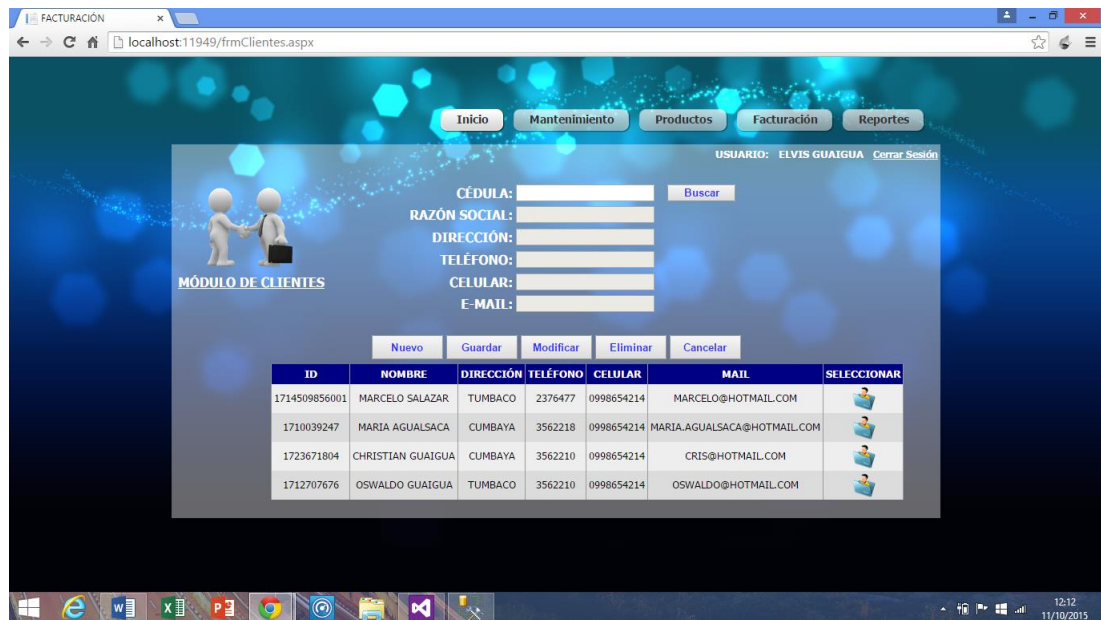 FACTURACIÓN
localhost:11949/frmClientes.aspx
Inicio Mantenimiento Productos Facturación Reportes
USUARIO: ELVIS GUAIGUA Cerrar Sesión
CÉDULA: Buscar
RAZÓN SOCIAL:
DIRECCIÓN:
TELÉFONO:
MÓDULO DE CLIENTES
CELULAR:
E-MAIL:
Nuevo Guardar Modificar Eliminar Cancelar
ID NOMBRE DIRECCIÓN TELÉFONO CELULAR MAIL SELECCIONAR
1714509856001 MARCELO SALAZAR TUMBACO 2376477 0998654214 MARCELO@HOTMAIL.COM
1710039247 MARIA AGUALSACA CUMBAYA 3562218 0998654214 MARIA.AGUALSACA@HOTMAIL.COM
1723671804 CHRISTIAN GUAIGUA CUMBAYA 3562210 0998654214 CRIS@HOTMAIL.COM
1712707676 OSWALDO GUAIGUA TUMBACO 3562210 0998654214 OSWALDO@HOTMAIL.COM
12:12
11/10/2015